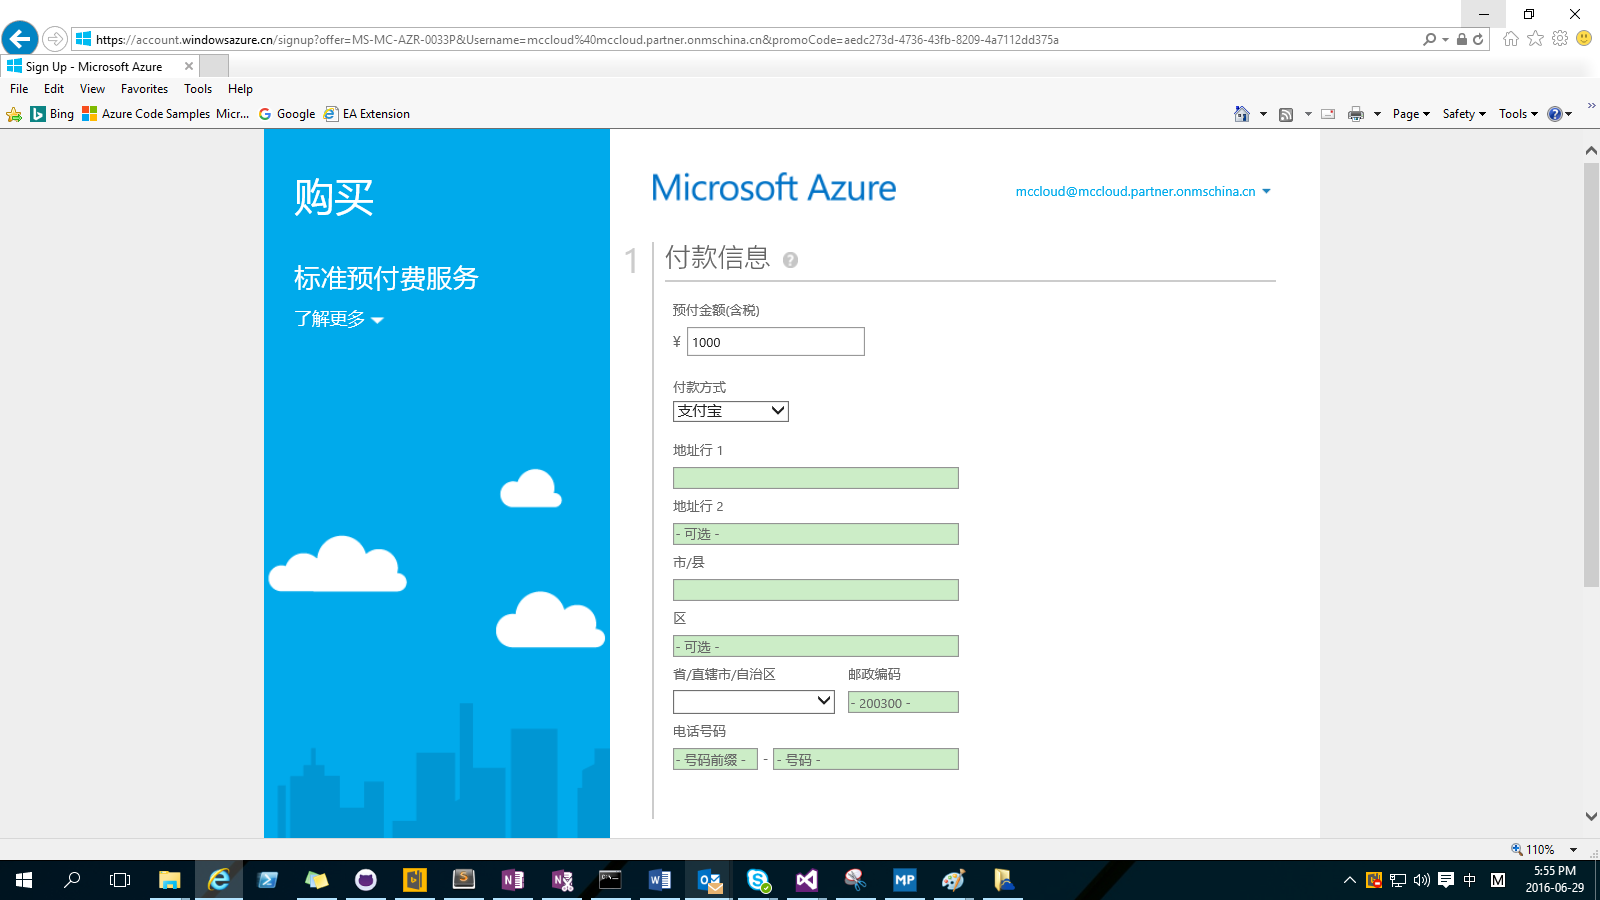 https://account.windowsazure.cn/signup?offer=MS-MC-AZR-0033P&Username=mccloud%40mccloud.partner.onmschina.cn&promoCode=aedc273d-4736-43fb-8209-4a7112dd375a
Sign Up - Microsoft Azure
File Edit View Favorites Tools Help
Bing Azure Code Samples Micr... Google EA Extension Page Safety Tools
购买
标准预付费服务
了解更多
Microsoft Azure
mccloud@mccloud.partner.onmschina.cn
1 付款信息
预付金额(含税)
¥ 1000
付款方式
支付宝
地址行 1
地址行 2
- 可选 -
市/县
区
- 可选 -
省/直辖市/自治区 邮政编码
- 200300 -
电话号码
- 号码前缀 - - - 号码 -
110%
MP
中
M
5:55 PM
2016-06-29